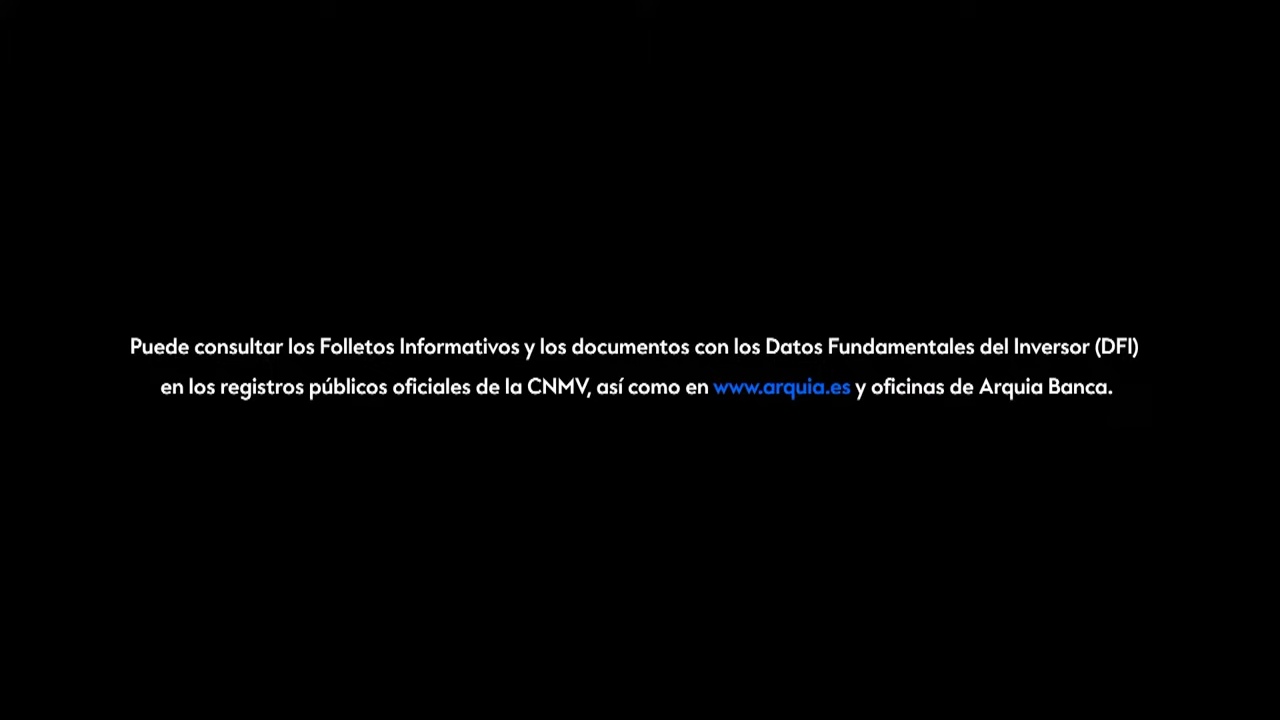 Puede consultar los Folletos Informativos y los documentos con los Datos Fundamentales del Inversor (DFI)
en los registros públicos oficiales de la CNMV, así como en www.arquia.es y oficinas de Arquia Banca.